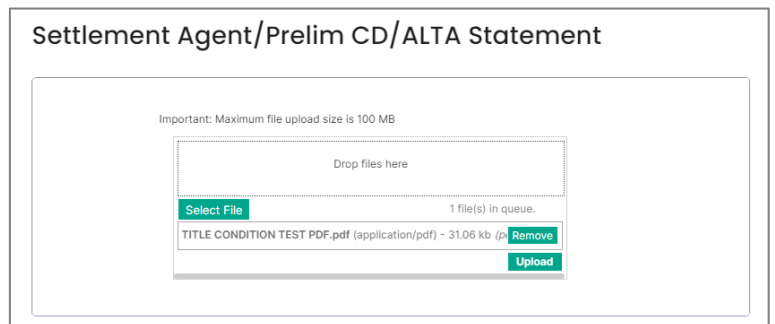 Settlement Agent/Prelim CD/ALTA Statement
Important: Maximum file upload size is 100 MB
Drop files here
Select File
1 file(s) in queue.
TITLE CONDITION TEST PDF.pdf (application/pdf) - 31.06 kb
Remove
Upload